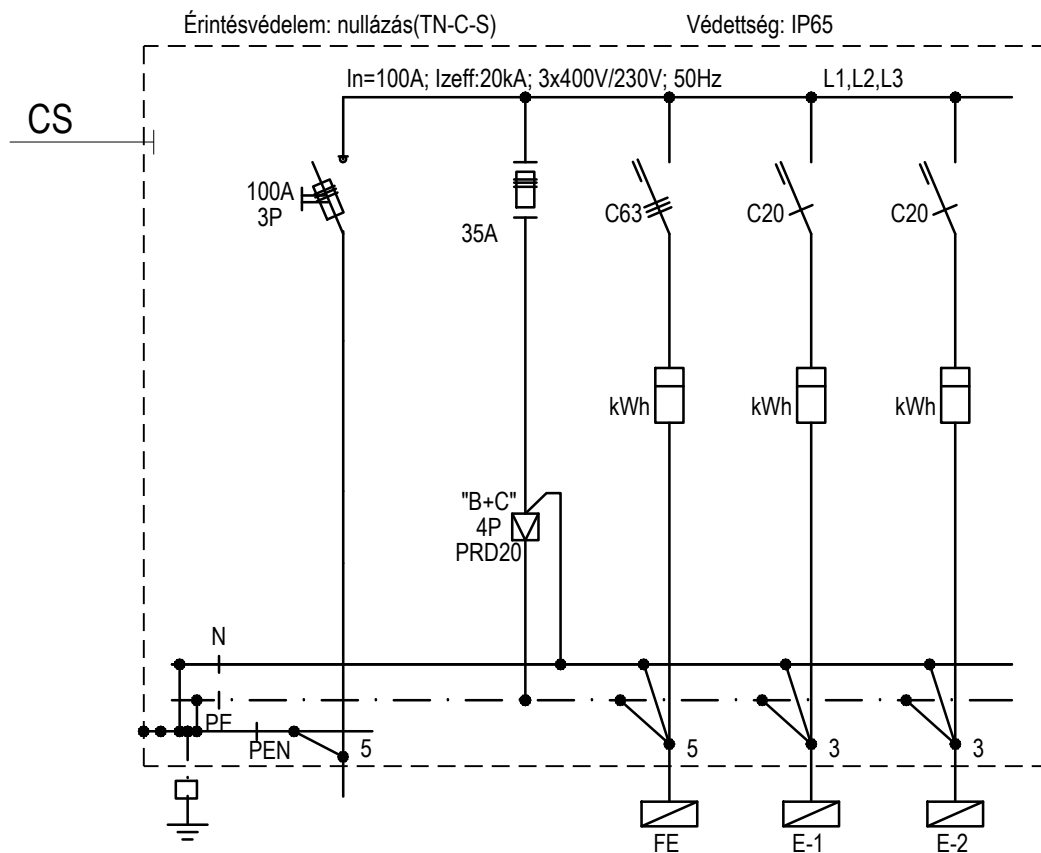 Érintésvédelem: nullázás(TN-C-S)
Védettség: IP65
In=100A; Izeff:20kA; 3x400V/230V; 50Hz
L1,L2,L3
CS
100A
3P
35A
C63
C20
C20
kWh
kWh
kWh
"B+C"
4P
PRD20
N
PE
PEN
5
5
3
3
FE
E-1
E-2